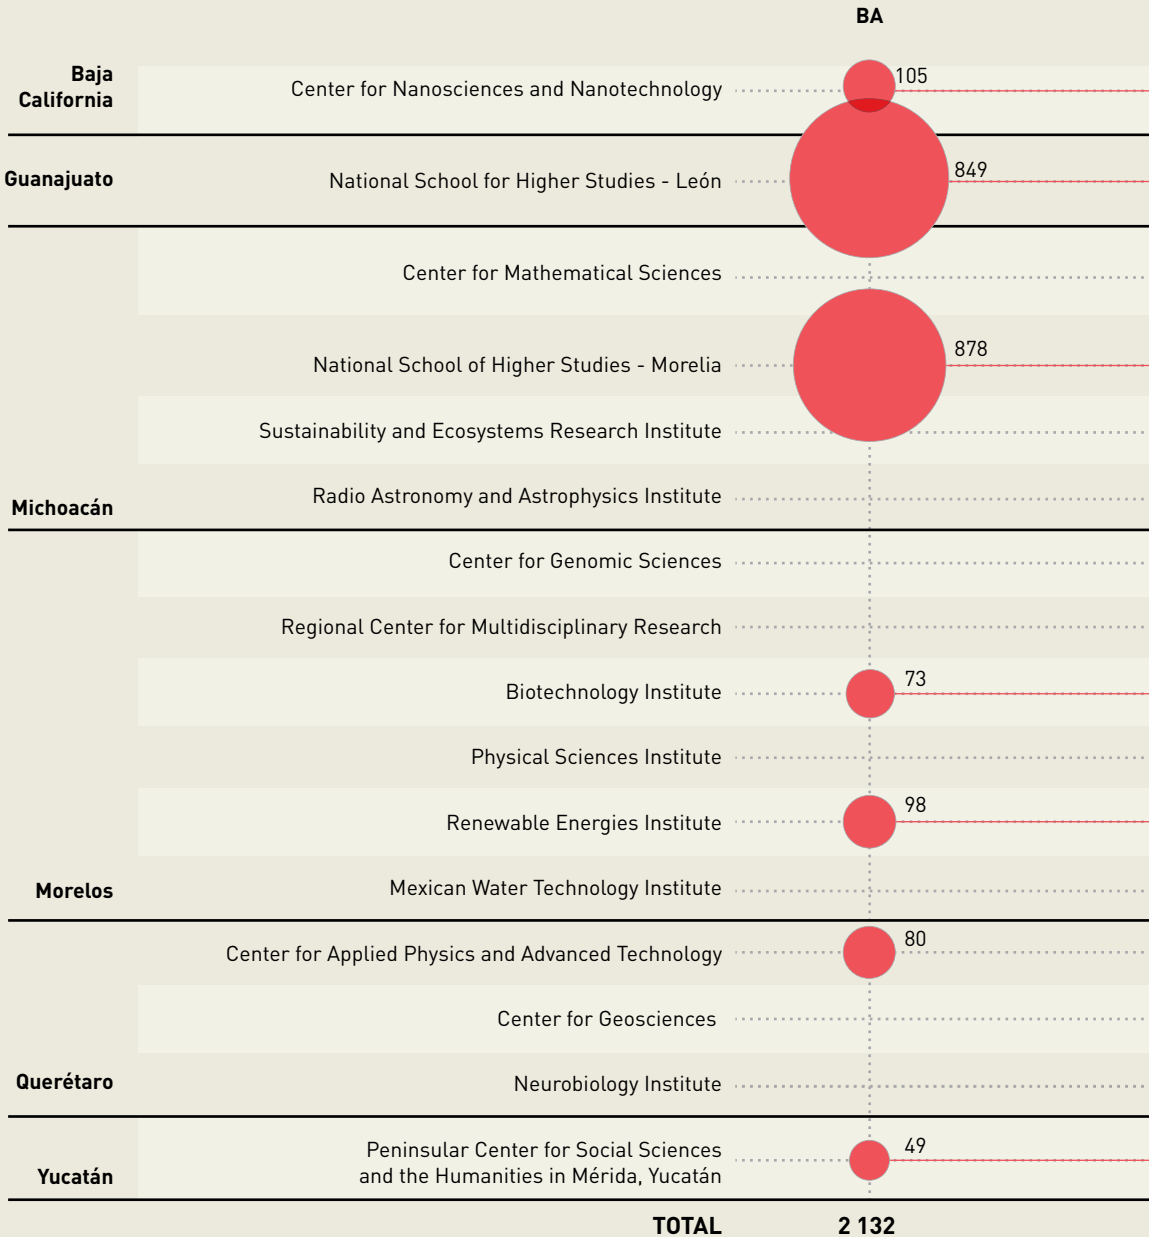 BA
Baja
California
Center for Nanosciences and Nanotechnology
105
Guanajuato
National School for Higher Studies - León
849
Center for Mathematical Sciences
National School of Higher Studies - Morelia
878
Sustainability and Ecosystems Research Institute
Radio Astronomy and Astrophysics Institute
Michoacán
Center for Genomic Sciences
Regional Center for Multidisciplinary Research
Biotechnology Institute
73
Physical Sciences Institute
Renewable Energies Institute
98
Mexican Water Technology Institute
Morelos
Center for Applied Physics and Advanced Technology
80
Center for Geosciences
Neurobiology Institute
Querétaro
Peninsular Center for Social Sciences
and the Humanities in Mérida, Yucatán
49
Yucatán
TOTAL
2 132